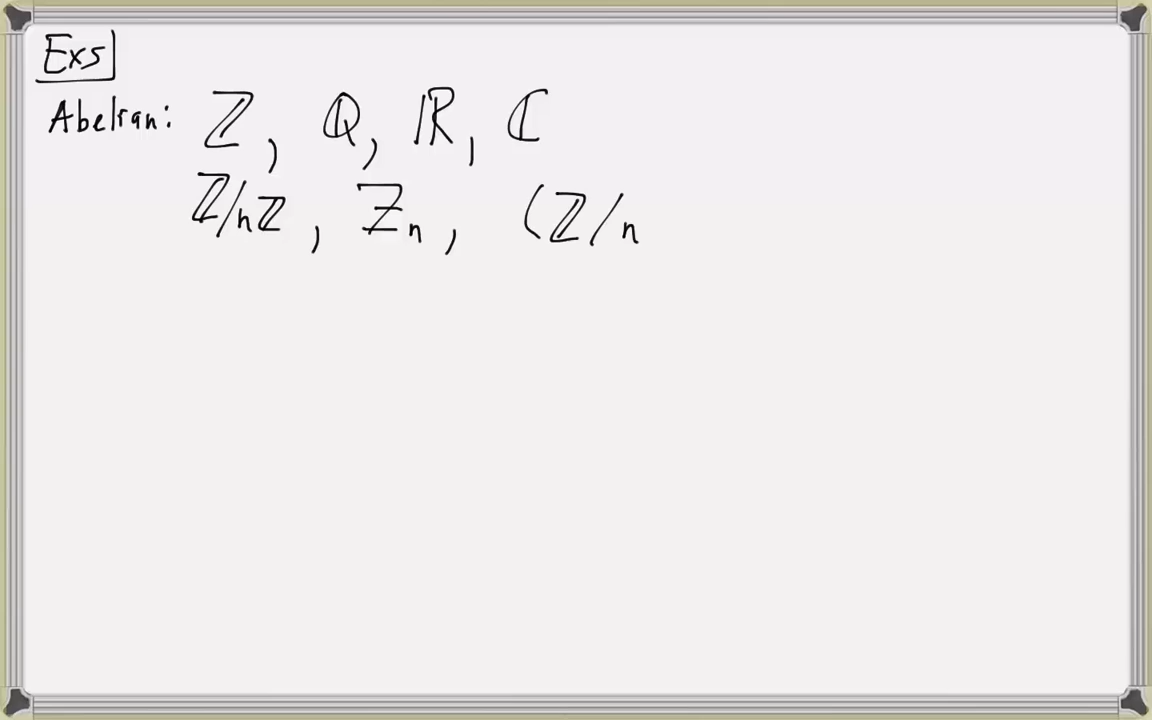 Exs
Abelian: ℤ, ℚ, ℝ, ℂ
ℤ/nℤ, Zn, (ℤ/n